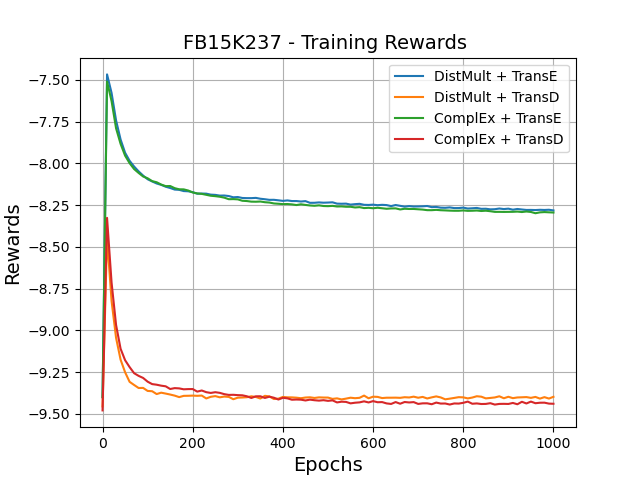 FB15K237 - Training Rewards
DistMult + TransE
DistMult + TransD
ComplEx + TransE
ComplEx + TransD
Rewards
−7.50
−7.75
−8.00
−8.25
−8.50
−8.75
−9.00
−9.25
−9.50
0
200
400
600
800
1000
Epochs